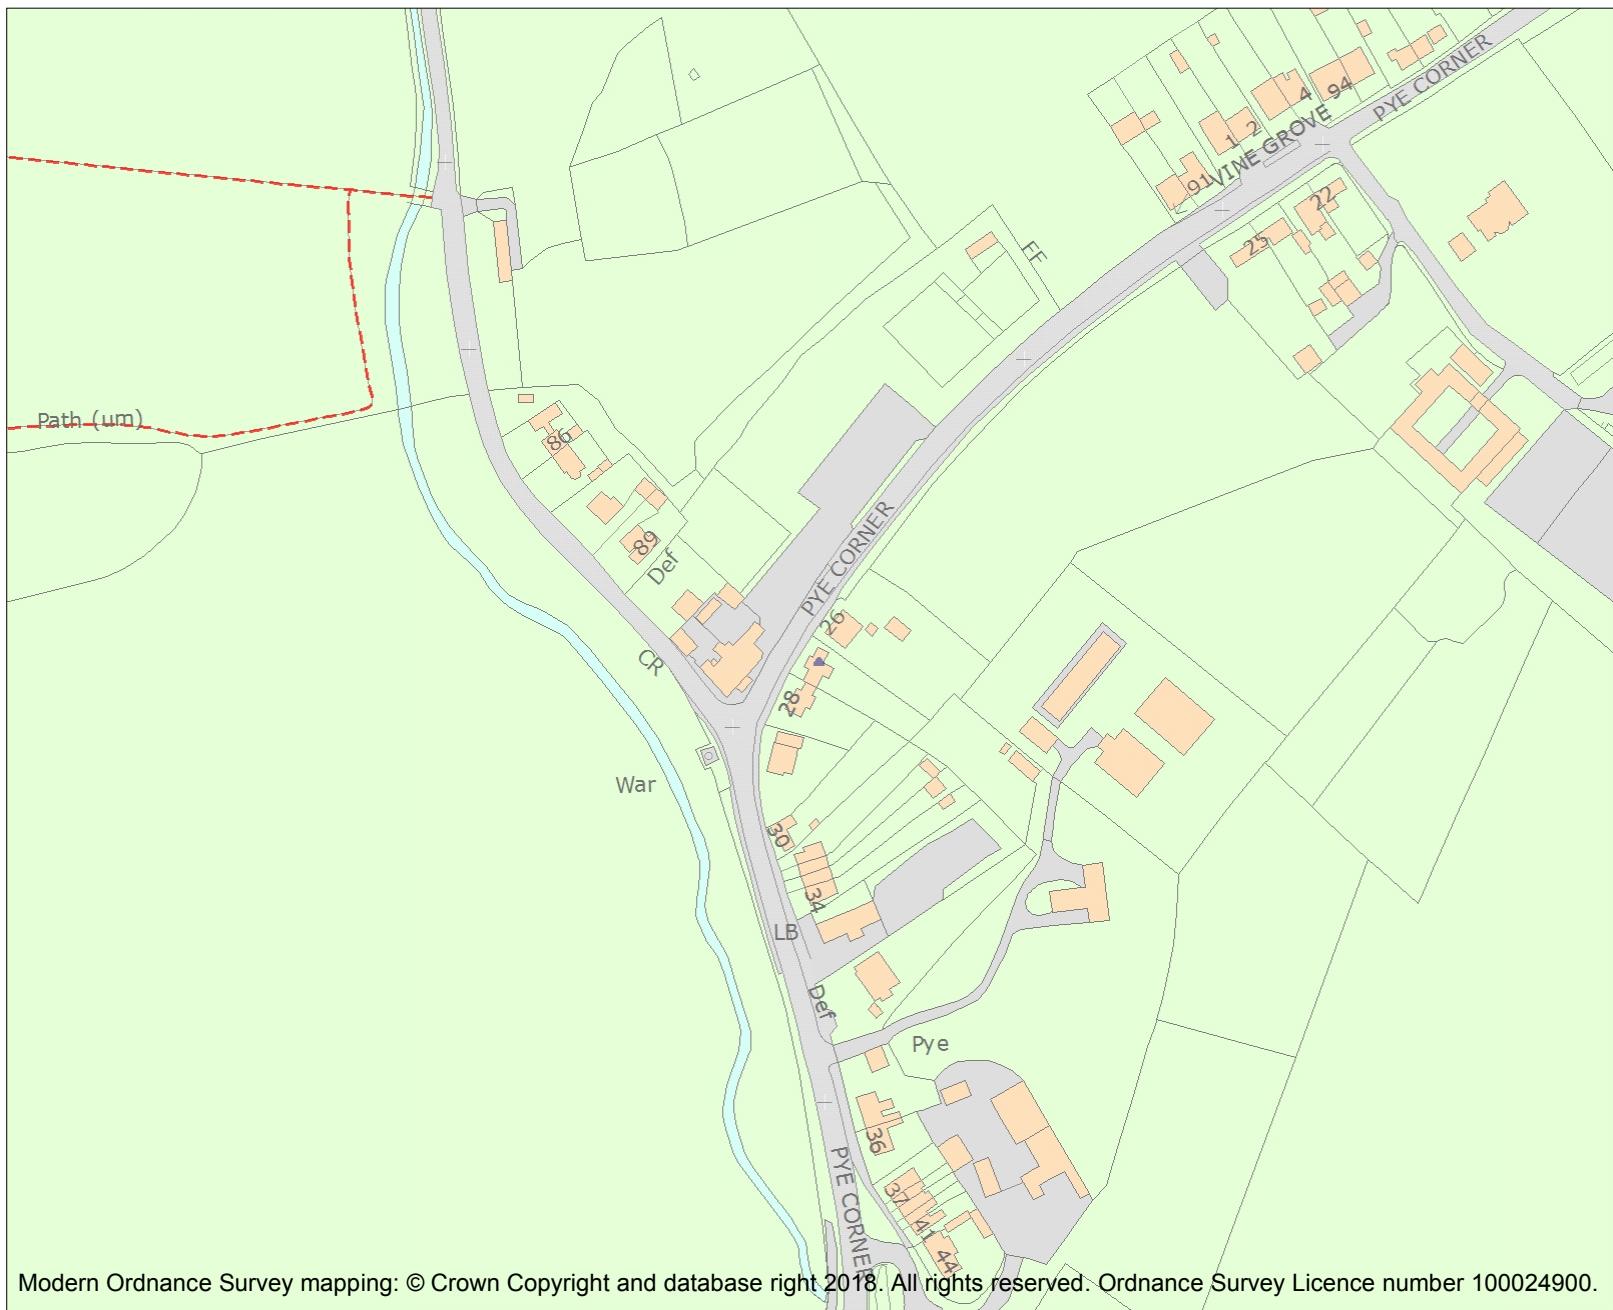 PYE CORNER
94
4
VINE GROVE
2
1
91
22
25
FF
Path (um)
86
89
Def
PYE CORNER
26
CR
28
War
30
34
LB
Def
Pye
36
PYE CORNER
37
41
44
Modern Ordnance Survey mapping: © Crown Copyright and database right 2018. All rights reserved. Ordnance Survey Licence number 100024900.